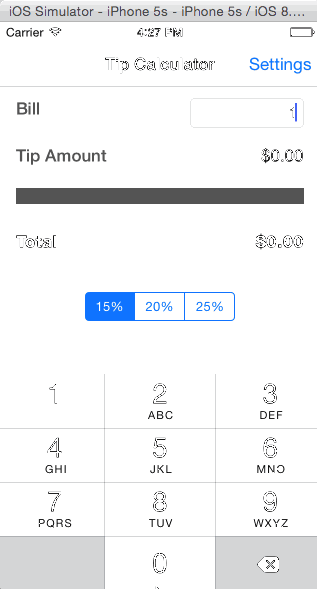 iOS Simulator - iPhone 5s - iPhone 5s / iOS 8....
Carrier 4:27 PM
Tip Calculator Settings
Bill 1
Tip Amount $0.00
Total $0.00
15% 20% 25%
1 2 3
ABC DEF
4 5 6
GHI JKL MNO
7 8 9
PQRS TUV WXYZ
0